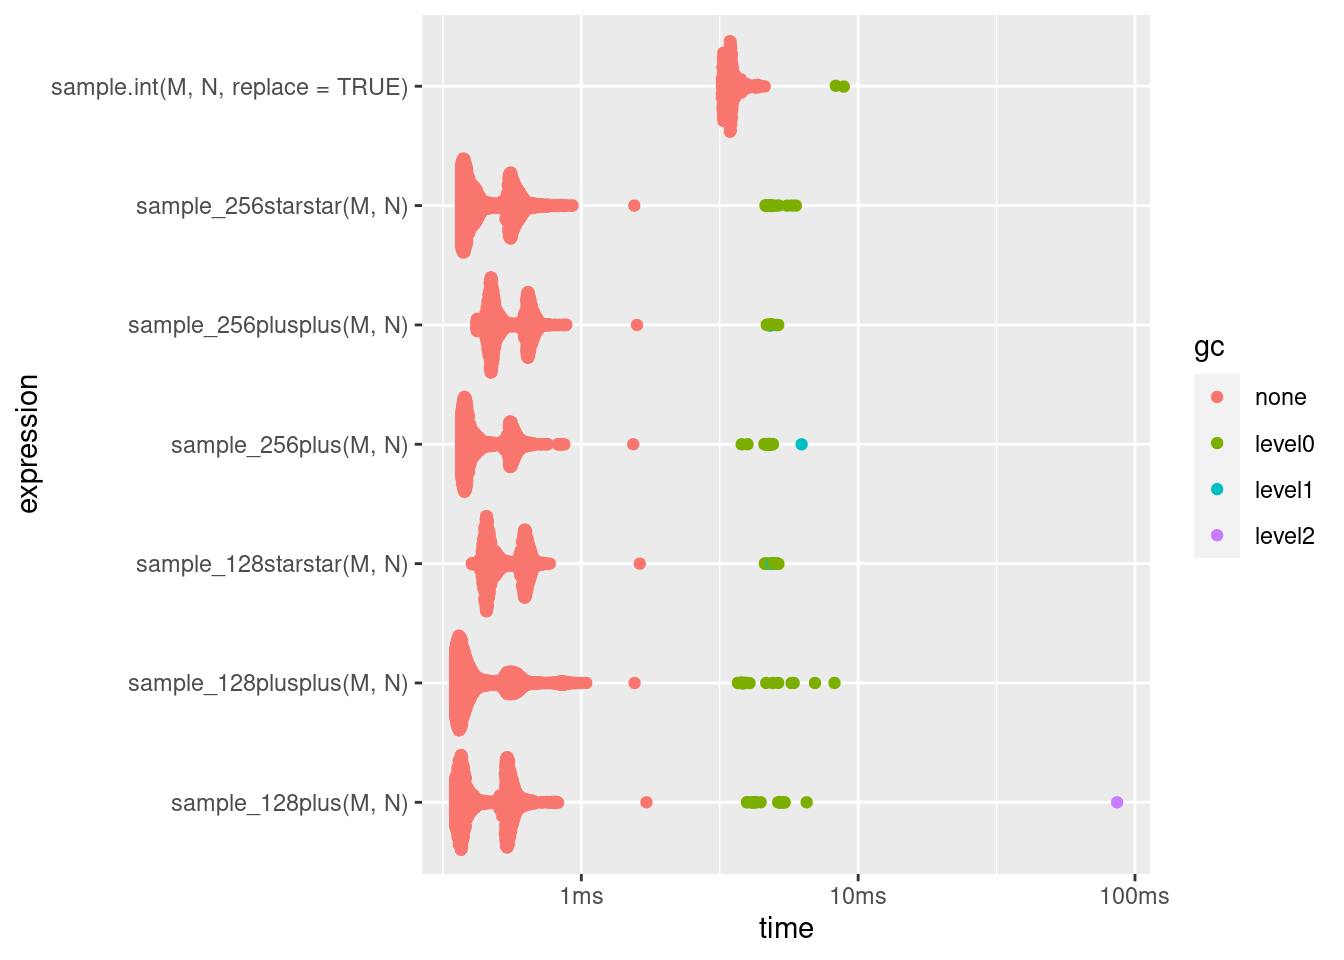 sample.int(M, N, replace = TRUE)
sample_256starstar(M, N)
sample_256plusplus(M, N)
sample_256plus(M, N)
sample_128starstar(M, N)
sample_128plusplus(M, N)
sample_128plus(M, N)
expression
1ms
10ms
100ms
time
gc
none
level0
level1
level2